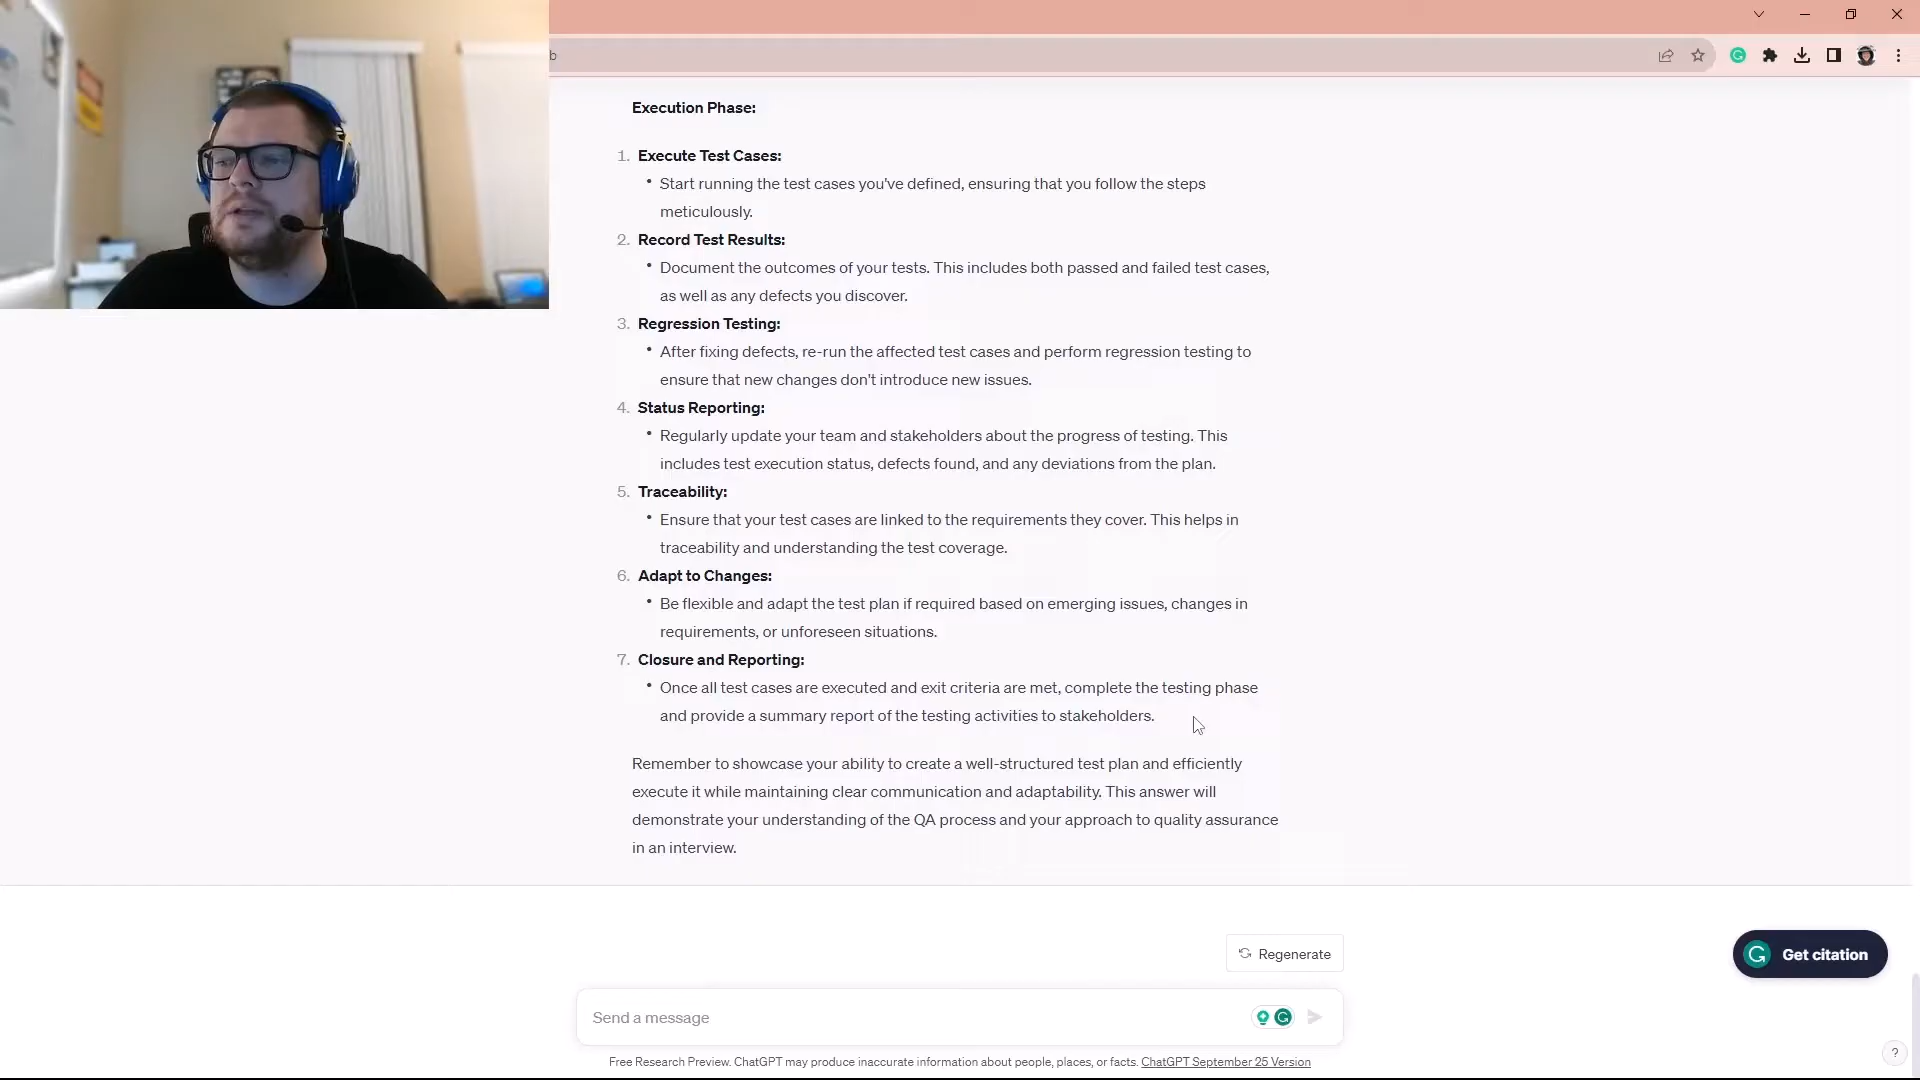 b
Execution Phase:
1. Execute Test Cases:
• Start running the test cases you've defined, ensuring that you follow the steps
meticulously.
2. Record Test Results:
• Document the outcomes of your tests. This includes both passed and failed test cases,
as well as any defects you discover.
3. Regression Testing:
• After fixing defects, re-run the affected test cases and perform regression testing to
ensure that new changes don't introduce new issues.
4. Status Reporting:
• Regularly update your team and stakeholders about the progress of testing. This
includes test execution status, defects found, and any deviations from the plan.
5. Traceability:
• Ensure that your test cases are linked to the requirements they cover. This helps in
traceability and understanding the test coverage.
6. Adapt to Changes:
• Be flexible and adapt the test plan if required based on emerging issues, changes in
requirements, or unforeseen situations.
7. Closure and Reporting:
• Once all test cases are executed and exit criteria are met, complete the testing phase
and provide a summary report of the testing activities to stakeholders.
Remember to showcase your ability to create a well-structured test plan and efficiently
execute it while maintaining clear communication and adaptability. This answer will
demonstrate your understanding of the QA process and your approach to quality assurance
in an interview.
Regenerate
Get citation
Send a message
Free Research Preview. ChatGPT may produce inaccurate information about people, places, or facts. ChatGPT September 25 Version
?